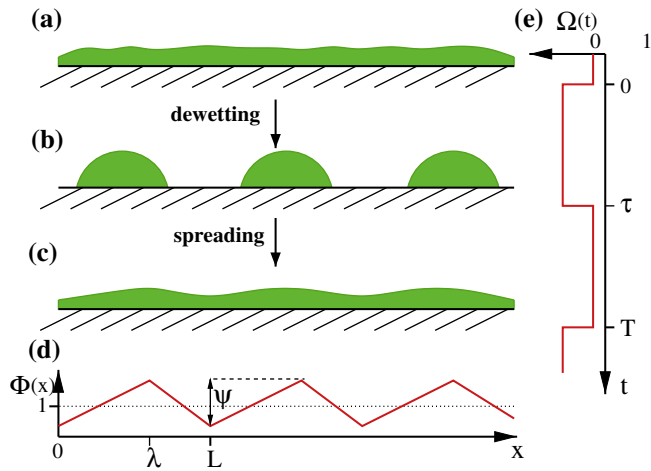 (a)
(e)
Ω(t)
0 1
0
dewetting
(b)
τ
spreading
(c)
T
(d)
t
Φ(x)
ψ
1
0 λ L x